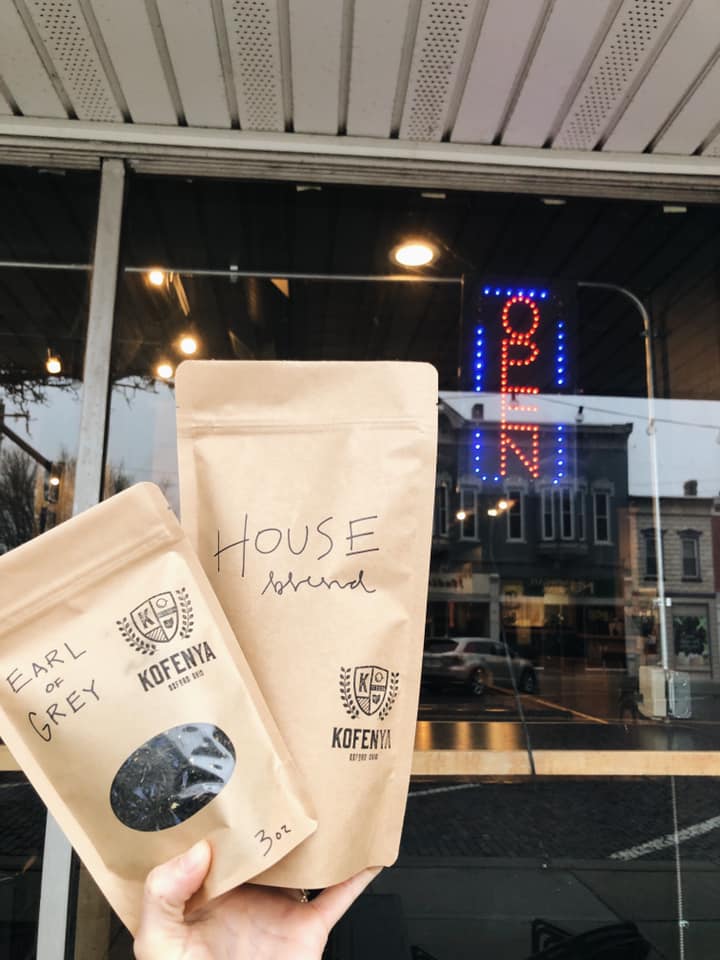 OPEN
HOUSE
blend
K
KOFENYA
OXFORD OHIO
EARL
OF
GREY
K
KOFENYA
OXFORD OHIO
3oz